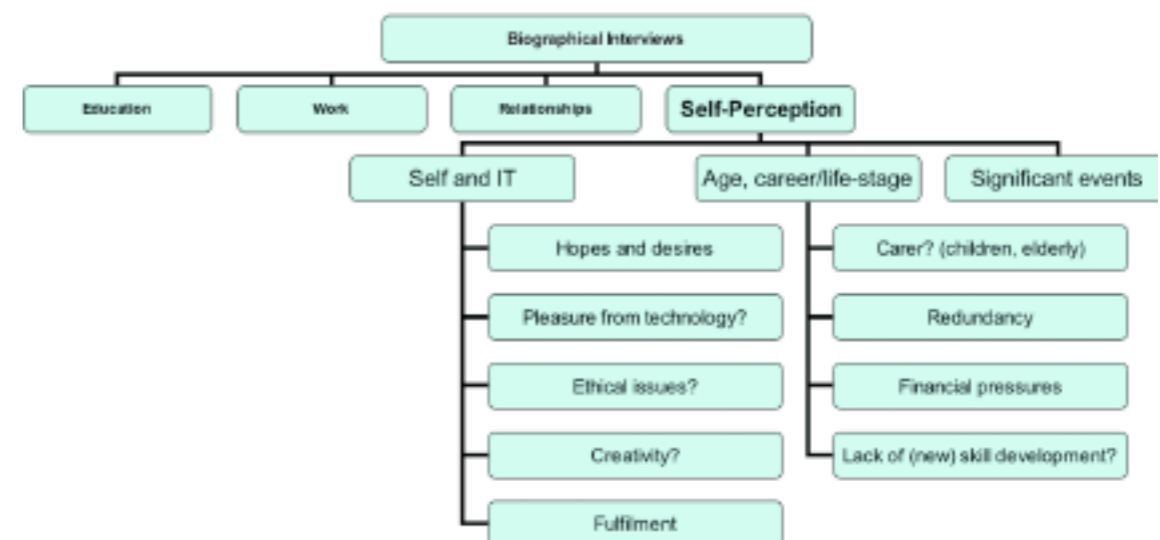 Biographical Interviews
Education
Work
Relationships
Self-Perception
Self and IT
Age, career/life-stage
Significant events
Hopes and desires
Carer? (children, elderly)
Pleasure from technology?
Redundancy
Ethical issues?
Financial pressures
Creativity?
Lack of (new) skill development?
Fulfilment